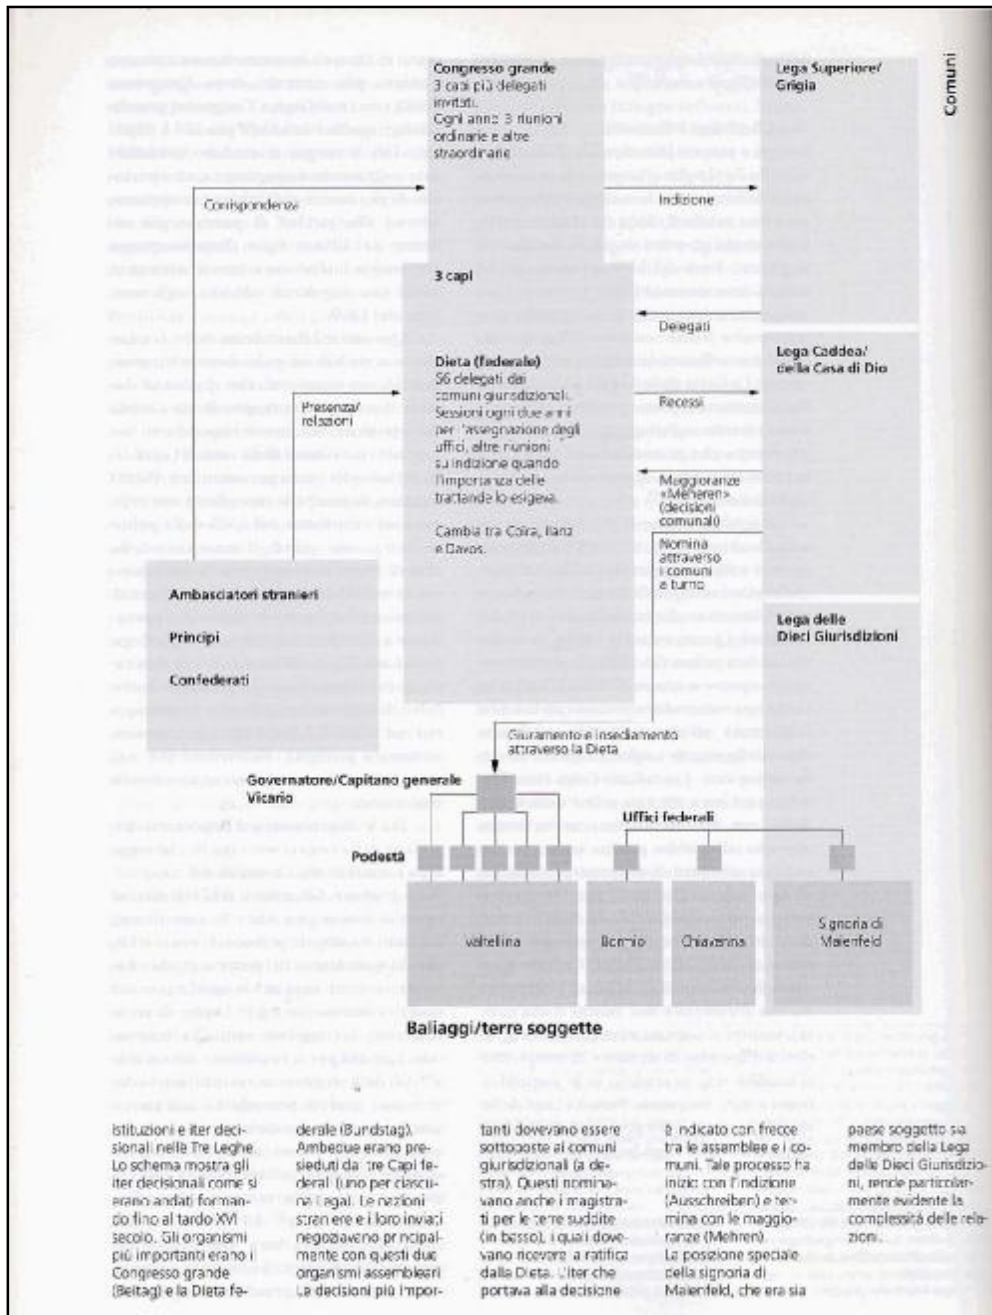 Comuni
Congresso grande
3 capi più delegati
invitati.
Ogni anno 3 riunioni
ordinarie e altre
straordinarie
Lega Superiore/
Grigia
Corrispondenza
Indizione
3 capi
Delegati
Dieta (federale)
56 delegati dai
comuni giurisdizionali.
Sessioni ogni due anni
per l'assegnazione degli
uffici, altre riunioni
su indizione quando
l'importanza delle
trattande lo esigeva.
Cambia tra Coira, Ilanz
e Davos.
Lega Caddea/
della Casa di Dio
Presenza/
relazioni
Recessi
Maggioranze
«Meheren»
(decisioni
comunali)
Nomina
attraverso
i comuni
a turno
Ambasciatori stranieri
Principi
Confederati
Lega delle
Dieci Giurisdizioni
Giuramento e insediamento
attraverso la Dieta
Governatore/Capitano generale
Vicario
Uffici federali
Podestà
Valtellina
Bormio
Chiavenna
Signoria di
Maienfeld
Baliaggi/terre soggette
Istituzioni e iter deci-
sionali nelle Tre Leghe.
Lo schema mostra gli
iter decisionali come si
erano andati forman-
do fino al tardo XVI
secolo. Gli organismi
più importanti erano il
Congresso grande
(Beitag) e la Dieta fe-
derale (Bundstag).
Ambedue erano pre-
sieduti dai tre Capi fe-
derali (uno per ciascu-
na Lega). Le nazioni
straniere e i loro inviati
negoziavano principal-
mente con questi due
organismi assembleari
Le decisioni più impor-
tanti dovevano essere
sottoposte ai comuni
giurisdizionali (a de-
stra). Questi nomina-
vano anche i magistra-
ti per le terre suddite
(in basso), i quali dove-
vano ricevere la ratifica
dalla Dieta. L'iter che
portava alla decisione
è indicato con frecce
tra le assemblee e i co-
muni. Tale processo ha
inizio con l'indizione
(Ausschreiben) e ter-
mina con le maggio-
ranze (Mehren).
La posizione speciale
della signoria di
Maienfeld, che era sia
paese soggetto sia
membro della Lega
delle Dieci Giurisdizio-
ni, rende particolar-
mente evidente la
complessità delle rela-
zioni.